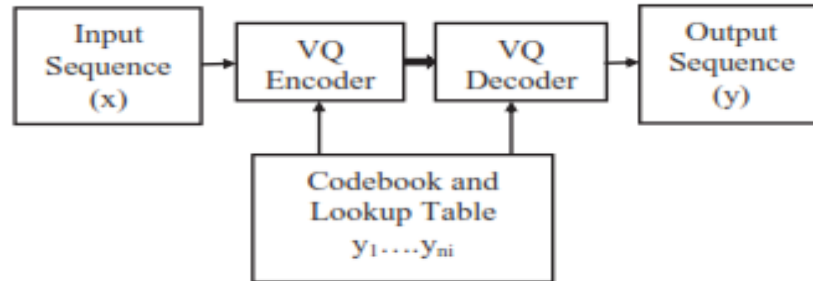 Input
Sequence
(x)
VQ
Encoder
VQ
Decoder
Output
Sequence
(y)
Codebook and
Lookup Table
y₁....yₙᵢ